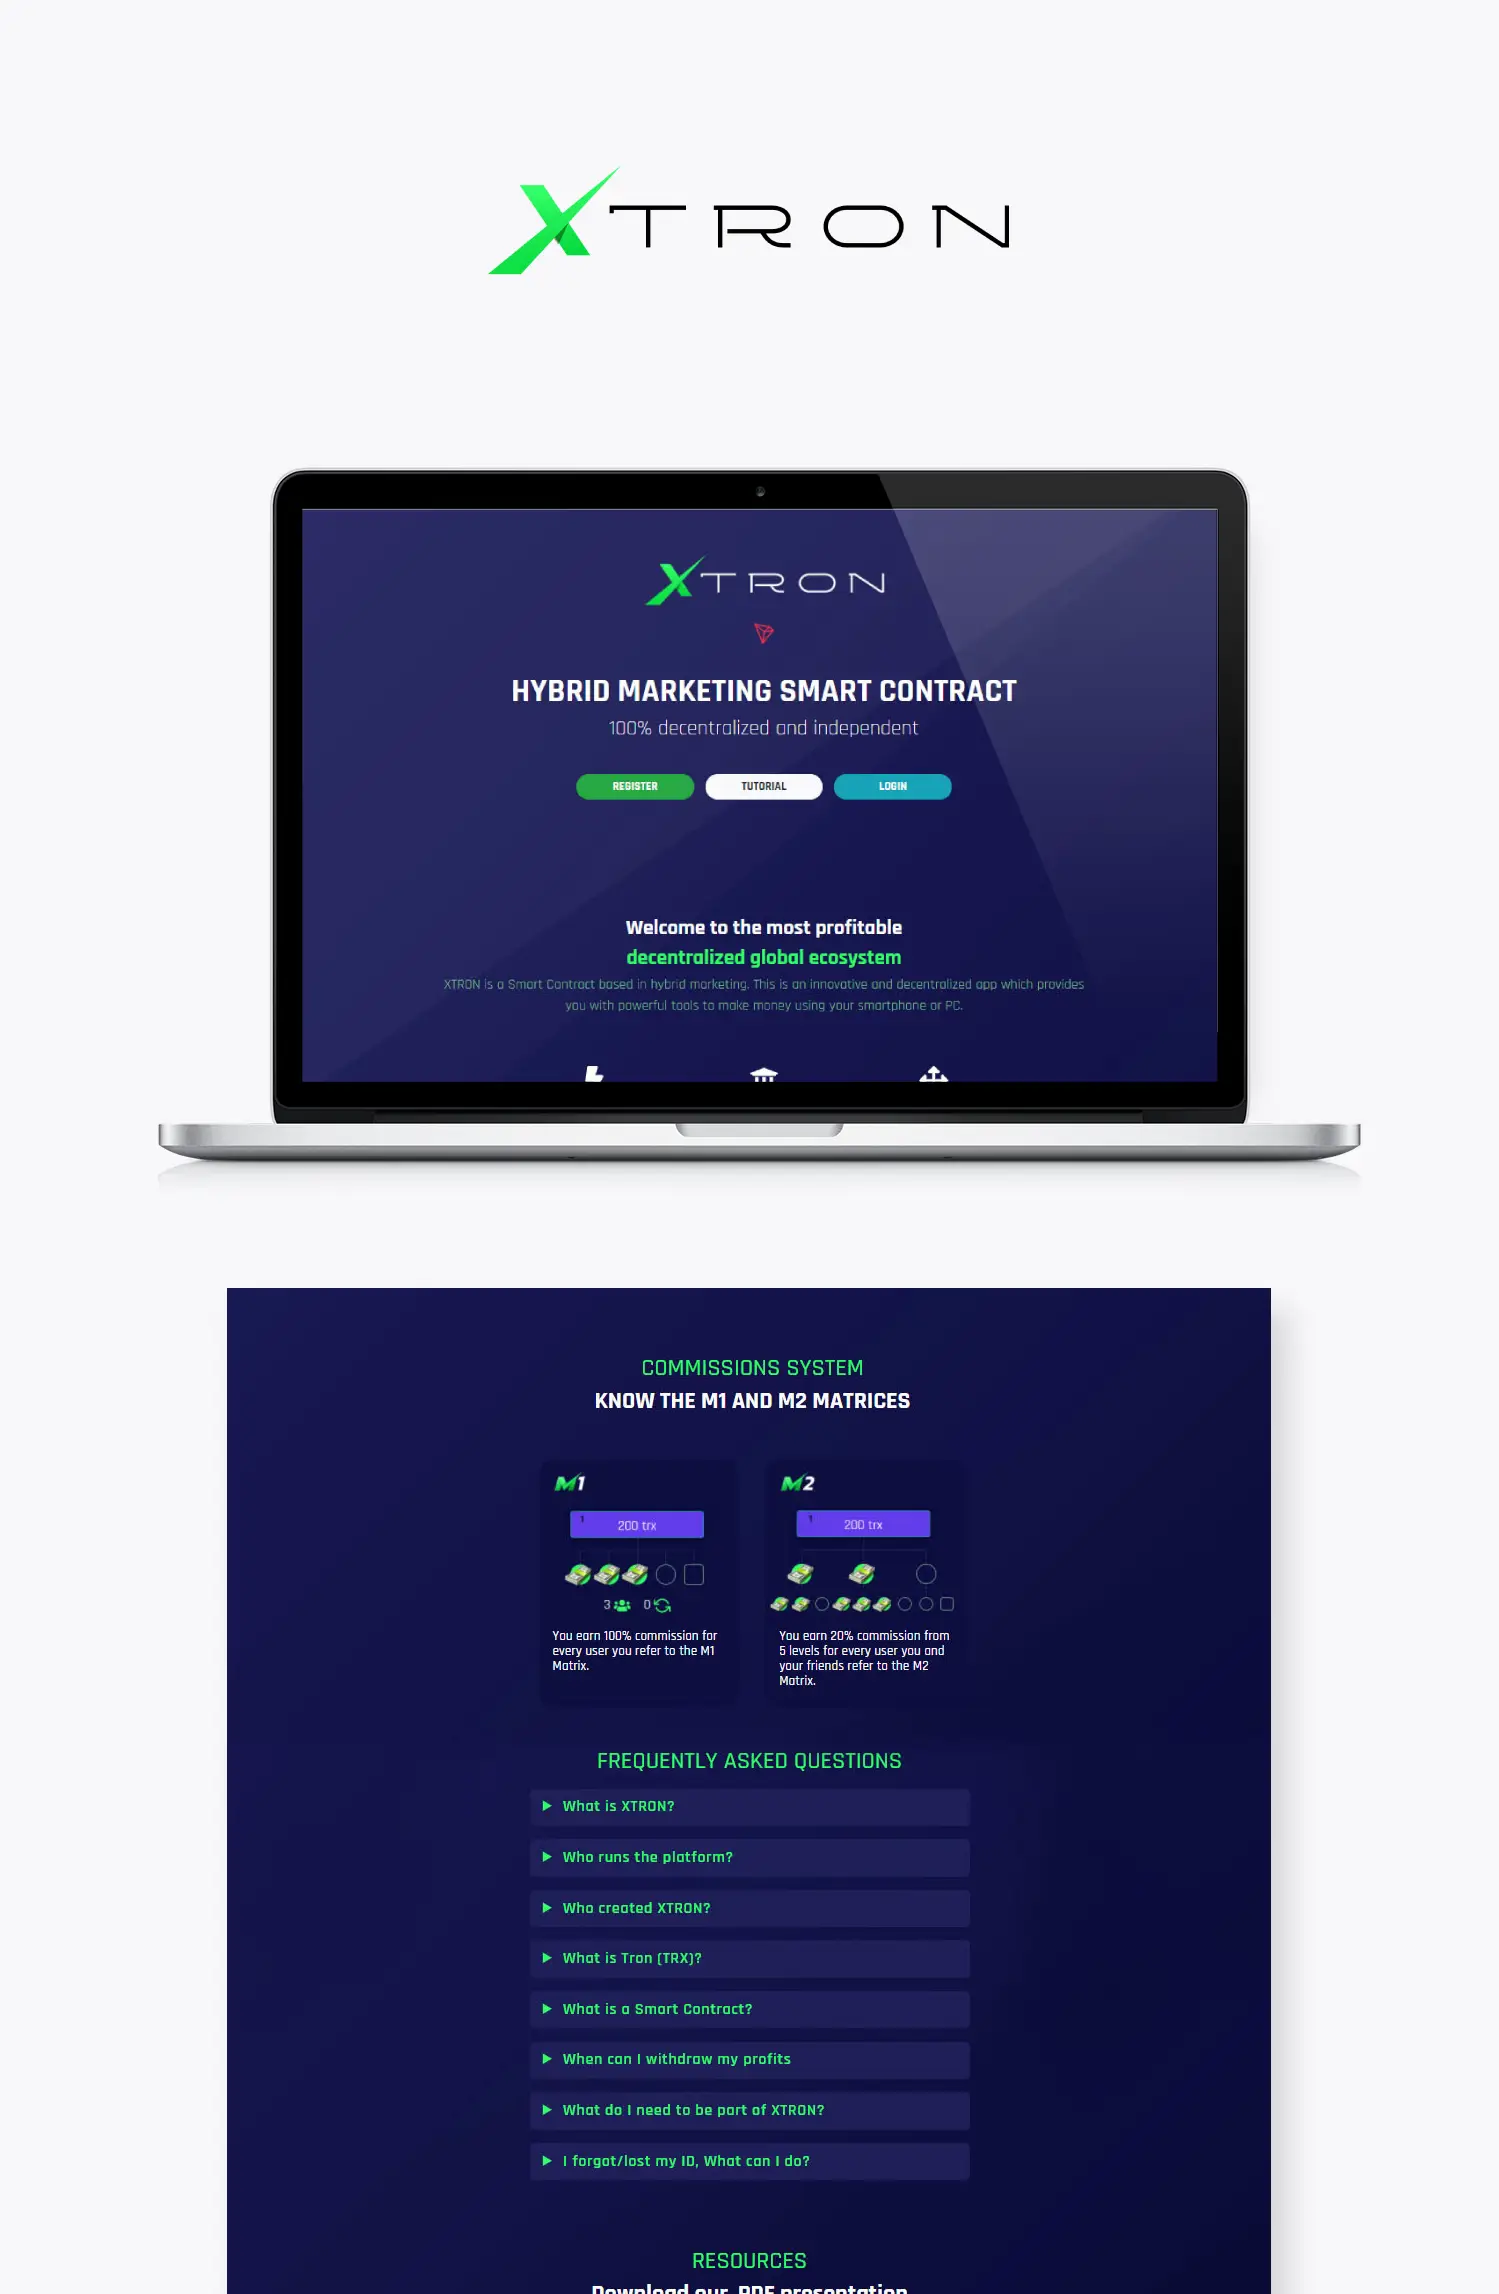 XTRON
XTRON
HYBRID MARKETING SMART CONTRACT
100% decentralized and independent
REGISTER
TUTORIAL
LOGIN
Welcome to the most profitable
decentralized global ecosystem
XTRON is a Smart Contract based in hybrid marketing. This is an innovative and decentralized app which provides
you with powerful tools to make money using your smartphone or PC.
COMMISSIONS SYSTEM
KNOW THE M1 AND M2 MATRICES
M1
1
200 trx
3
0
You earn 100% commission for
every user you refer to the M1
Matrix.
M2
1
200 trx
You earn 20% commission from
5 levels for every user you and
your friends refer to the M2
Matrix.
FREQUENTLY ASKED QUESTIONS
What is XTRON?
Who runs the platform?
Who created XTRON?
What is Tron (TRX)?
What is a Smart Contract?
When can I withdraw my profits
What do I need to be part of XTRON?
I forgot/lost my ID, What can I do?
RESOURCES
Download our PDF presentation